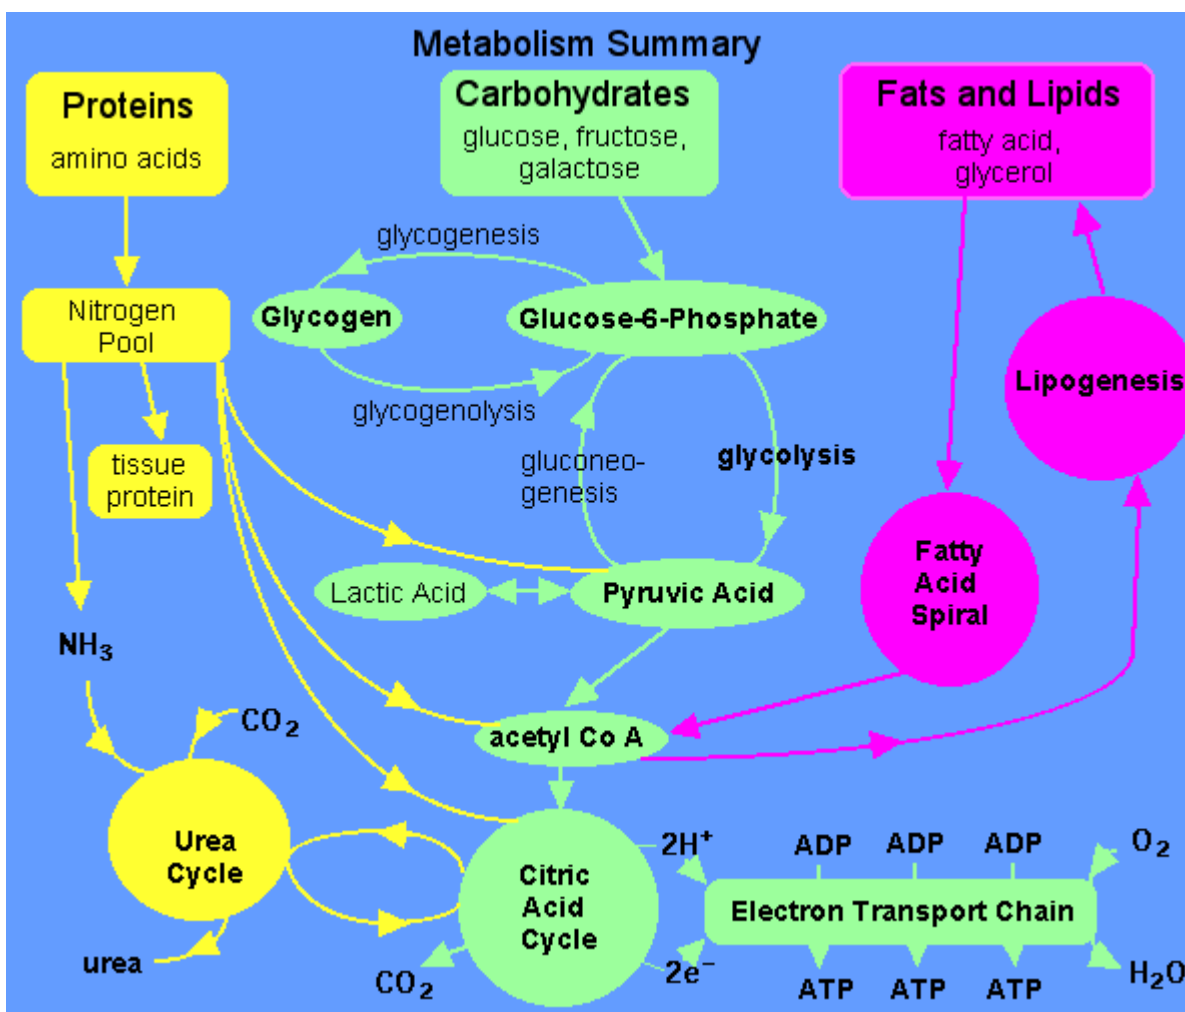 Metabolism Summary
Proteins
amino acids
Carbohydrates
glucose, fructose,
galactose
Fats and Lipids
fatty acid,
glycerol
glycogenesis
Nitrogen
Pool
Glycogen
Glucose-6-Phosphate
Lipogenesis
glycogenolysis
tissue
protein
gluconeo-
genesis
glycolysis
Fatty
Acid
Spiral
Lactic Acid
Pyruvic Acid
NH₃
CO₂
acetyl Co A
Urea
Cycle
Citric
Acid
Cycle
2H⁺
ADP ADP ADP
O₂
Electron Transport Chain
urea
CO₂
2e⁻
ATP ATP ATP
H₂O